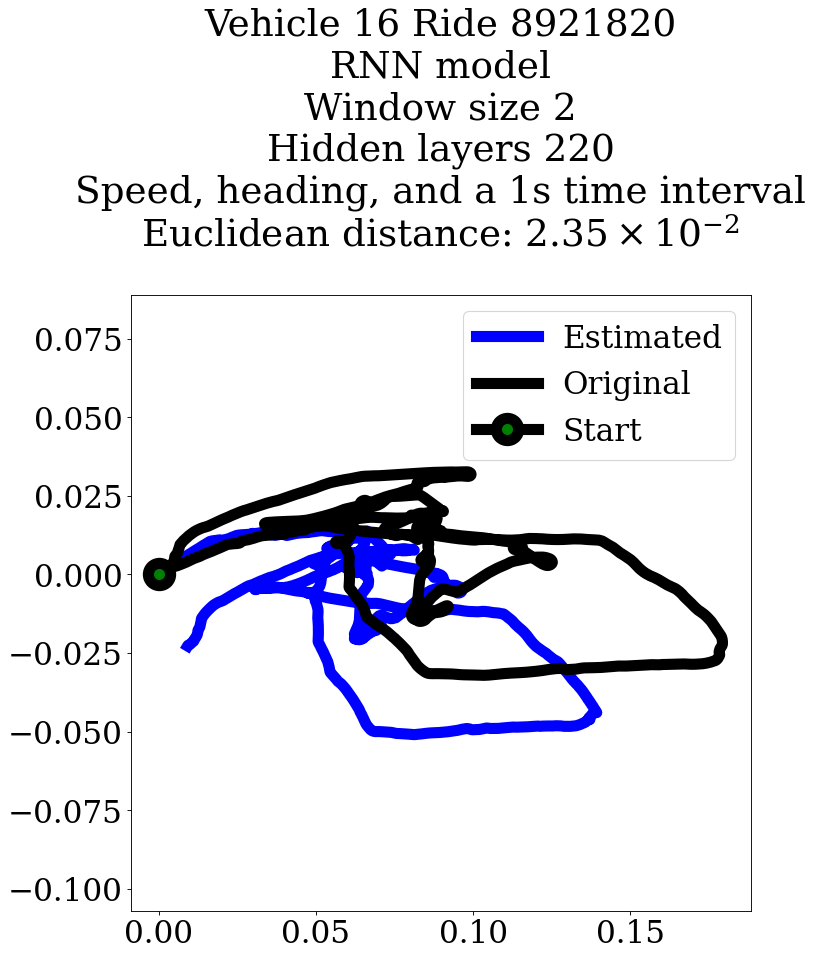 Vehicle 16 Ride 8921820
RNN model
Window size 2
Hidden layers 220
Speed, heading, and a 1s time interval
Euclidean distance: 2.35 × 10⁻²
Estimated
Original
Start
0.075
0.050
0.025
0.000
−0.025
−0.050
−0.075
−0.100
0.00 0.05 0.10 0.15